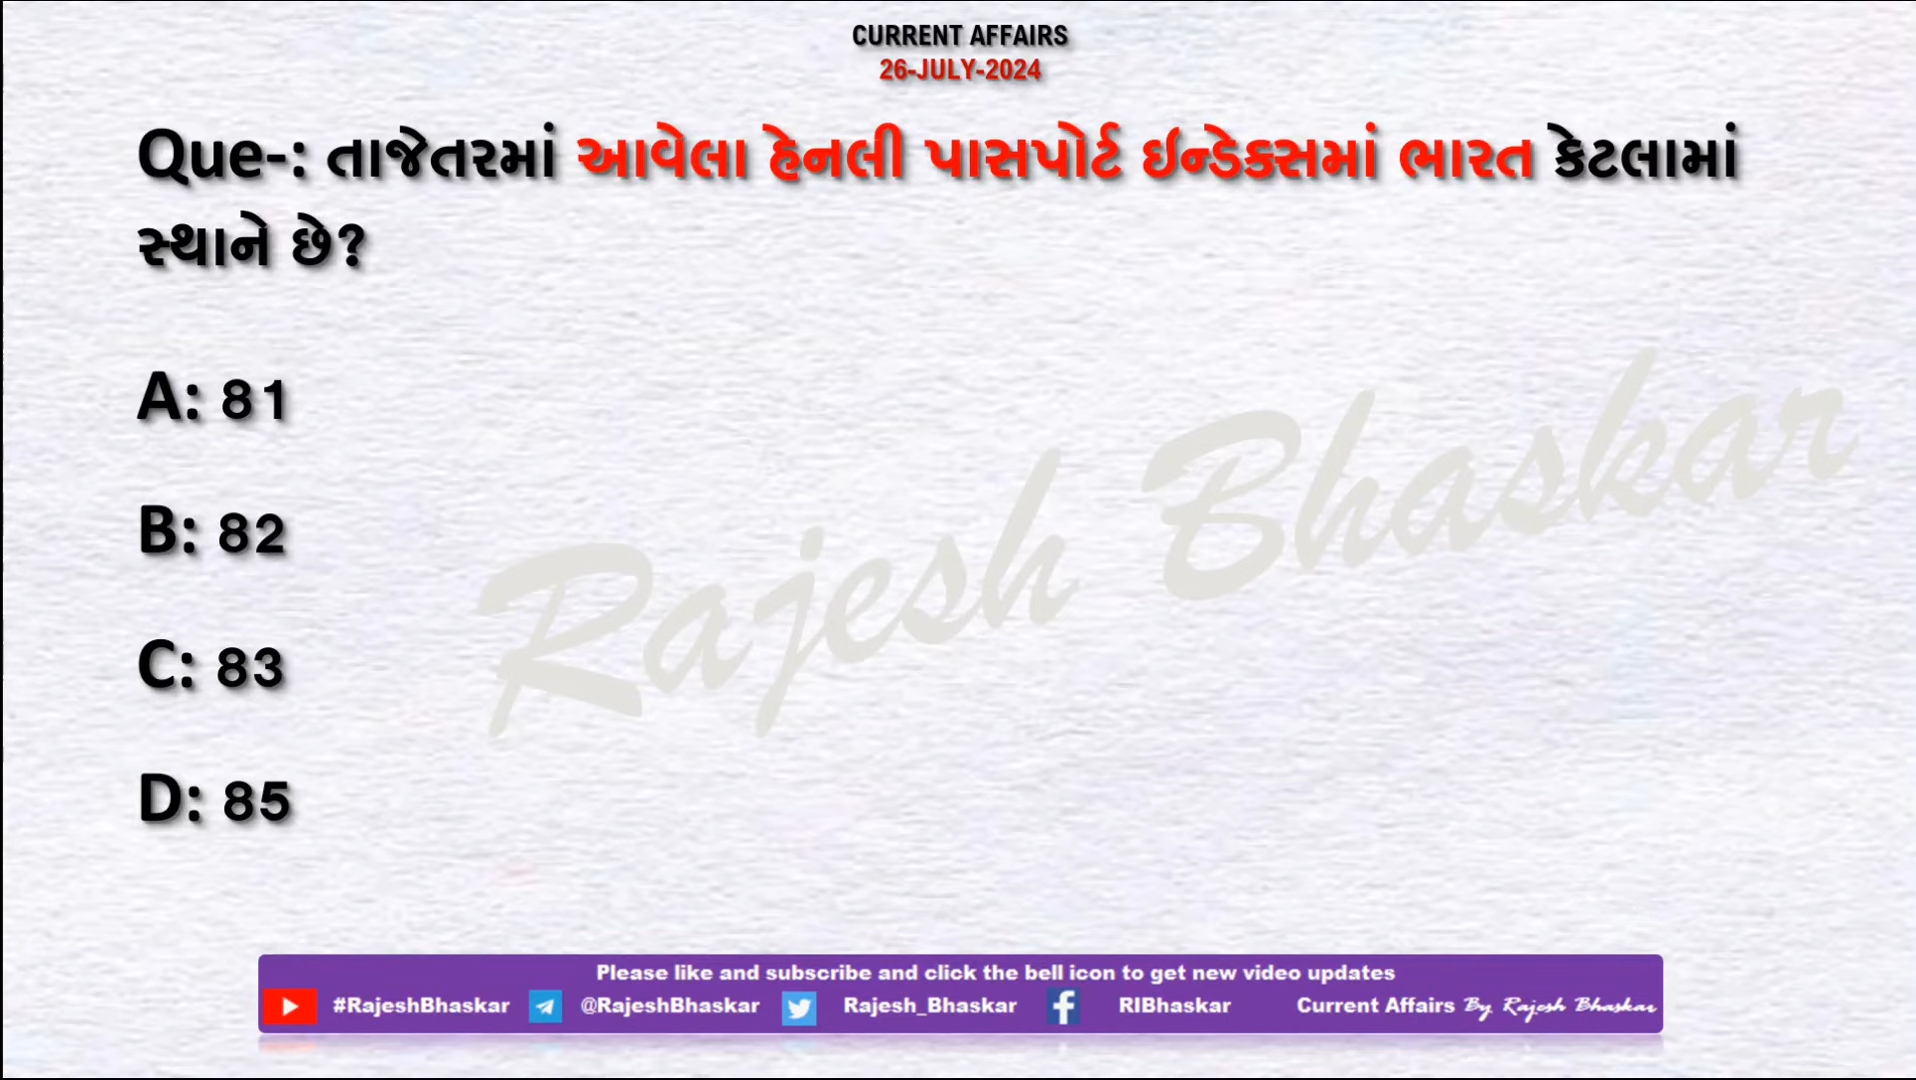 CURRENT AFFAIRS
26-JULY-2024
Que-: તાજેતરમાં આવેલા હેનલી પાસપોર્ટ ઇન્ડેક્સમાં ભારત કેટલામાં
સ્થાને છે?
A: 81
B: 82
C: 83
D: 85
Rajesh Bhaskar
Please like and subscribe and click the bell icon to get new video updates
#RajeshBhaskar @RajeshBhaskar Rajesh_Bhaskar RIBhaskar Current Affairs By Rajesh Bhaskar